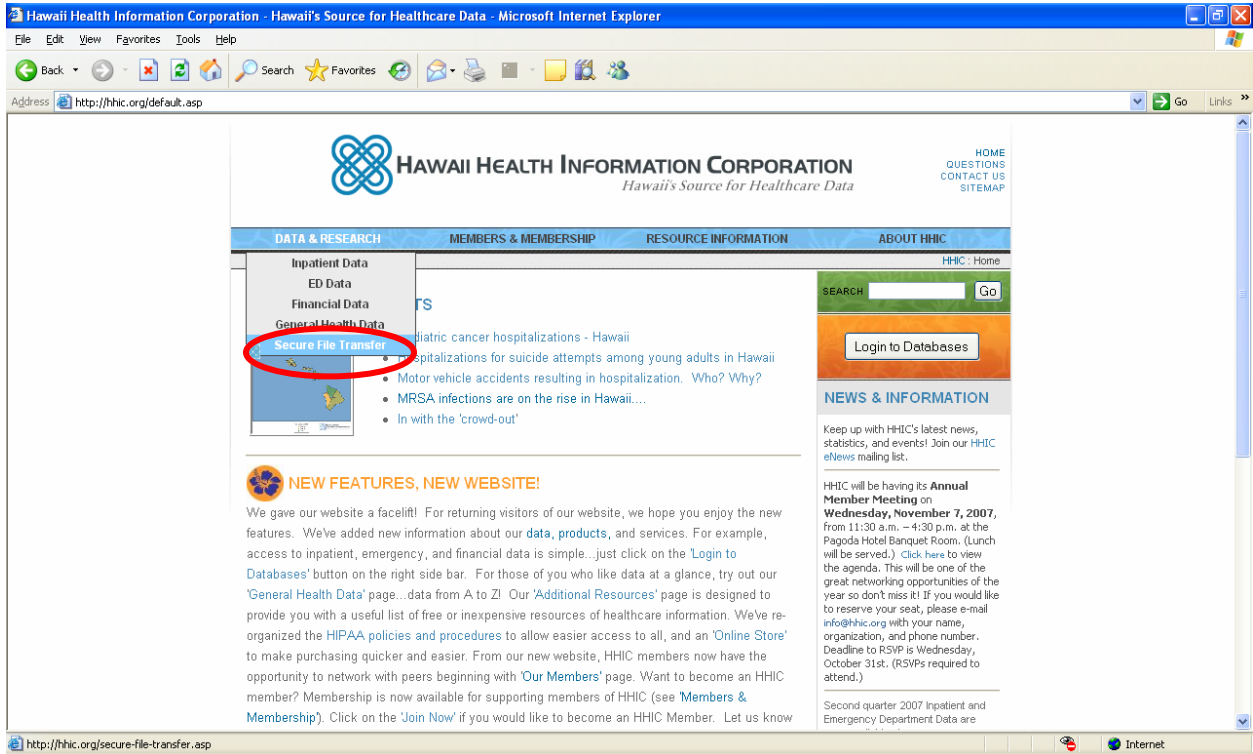 Hawaii Health Information Corporation - Hawaii's Source for Healthcare Data - Microsoft Internet Explorer
File Edit View Favorites Tools Help
Back Search Favorites
Address http://hhic.org/default.asp Go Links »
HAWAII HEALTH INFORMATION CORPORATION
Hawaii's Source for Healthcare Data
HOME
QUESTIONS
CONTACT US
SITEMAP
DATA & RESEARCH MEMBERS & MEMBERSHIP RESOURCE INFORMATION ABOUT HHIC
HHIC : Home
Inpatient Data
ED Data
Financial Data
General Health Data
Secure File Transfer
TS
diatric cancer hospitalizations - Hawaii
Hospitalizations for suicide attempts among young adults in Hawaii
Motor vehicle accidents resulting in hospitalization. Who? Why?
MRSA infections are on the rise in Hawaii....
In with the 'crowd-out'
NEW FEATURES, NEW WEBSITE!
We gave our website a facelift! For returning visitors of our website, we hope you enjoy the new
features. We've added new information about our data, products, and services. For example,
access to inpatient, emergency, and financial data is simple...just click on the 'Login to
Databases' button on the right side bar. For those of you who like data at a glance, try out our
'General Health Data' page...data from A to Z! Our 'Additional Resources' page is designed to
provide you with a useful list of free or inexpensive resources of healthcare information. We've re-
organized the HIPAA policies and procedures to allow easier access to all, and an 'Online Store'
to make purchasing quicker and easier. From our new website, HHIC members now have the
opportunity to network with peers beginning with 'Our Members' page. Want to become an HHIC
member? Membership is now available for supporting members of HHIC (see 'Members &
Membership'). Click on the 'Join Now' if you would like to become an HHIC Member. Let us know
SEARCH Go
Login to Databases
NEWS & INFORMATION
Keep up with HHIC's latest news,
statistics, and events! Join our HHIC
eNews mailing list.
HHIC will be having its Annual
Member Meeting on
Wednesday, November 7, 2007,
from 11:30 a.m. – 4:30 p.m. at the
Pagoda Hotel Banquet Room. (Lunch
will be served.) Click here to view
the agenda. This will be one of the
great networking opportunities of the
year so don't miss it! If you would like
to reserve your seat, please e-mail
info@hhic.org with your name,
organization, and phone number.
Deadline to RSVP is Wednesday,
October 31st. (RSVPs required to
attend.)
Second quarter 2007 Inpatient and
Emergency Department Data are
http://hhic.org/secure-file-transfer.asp Internet